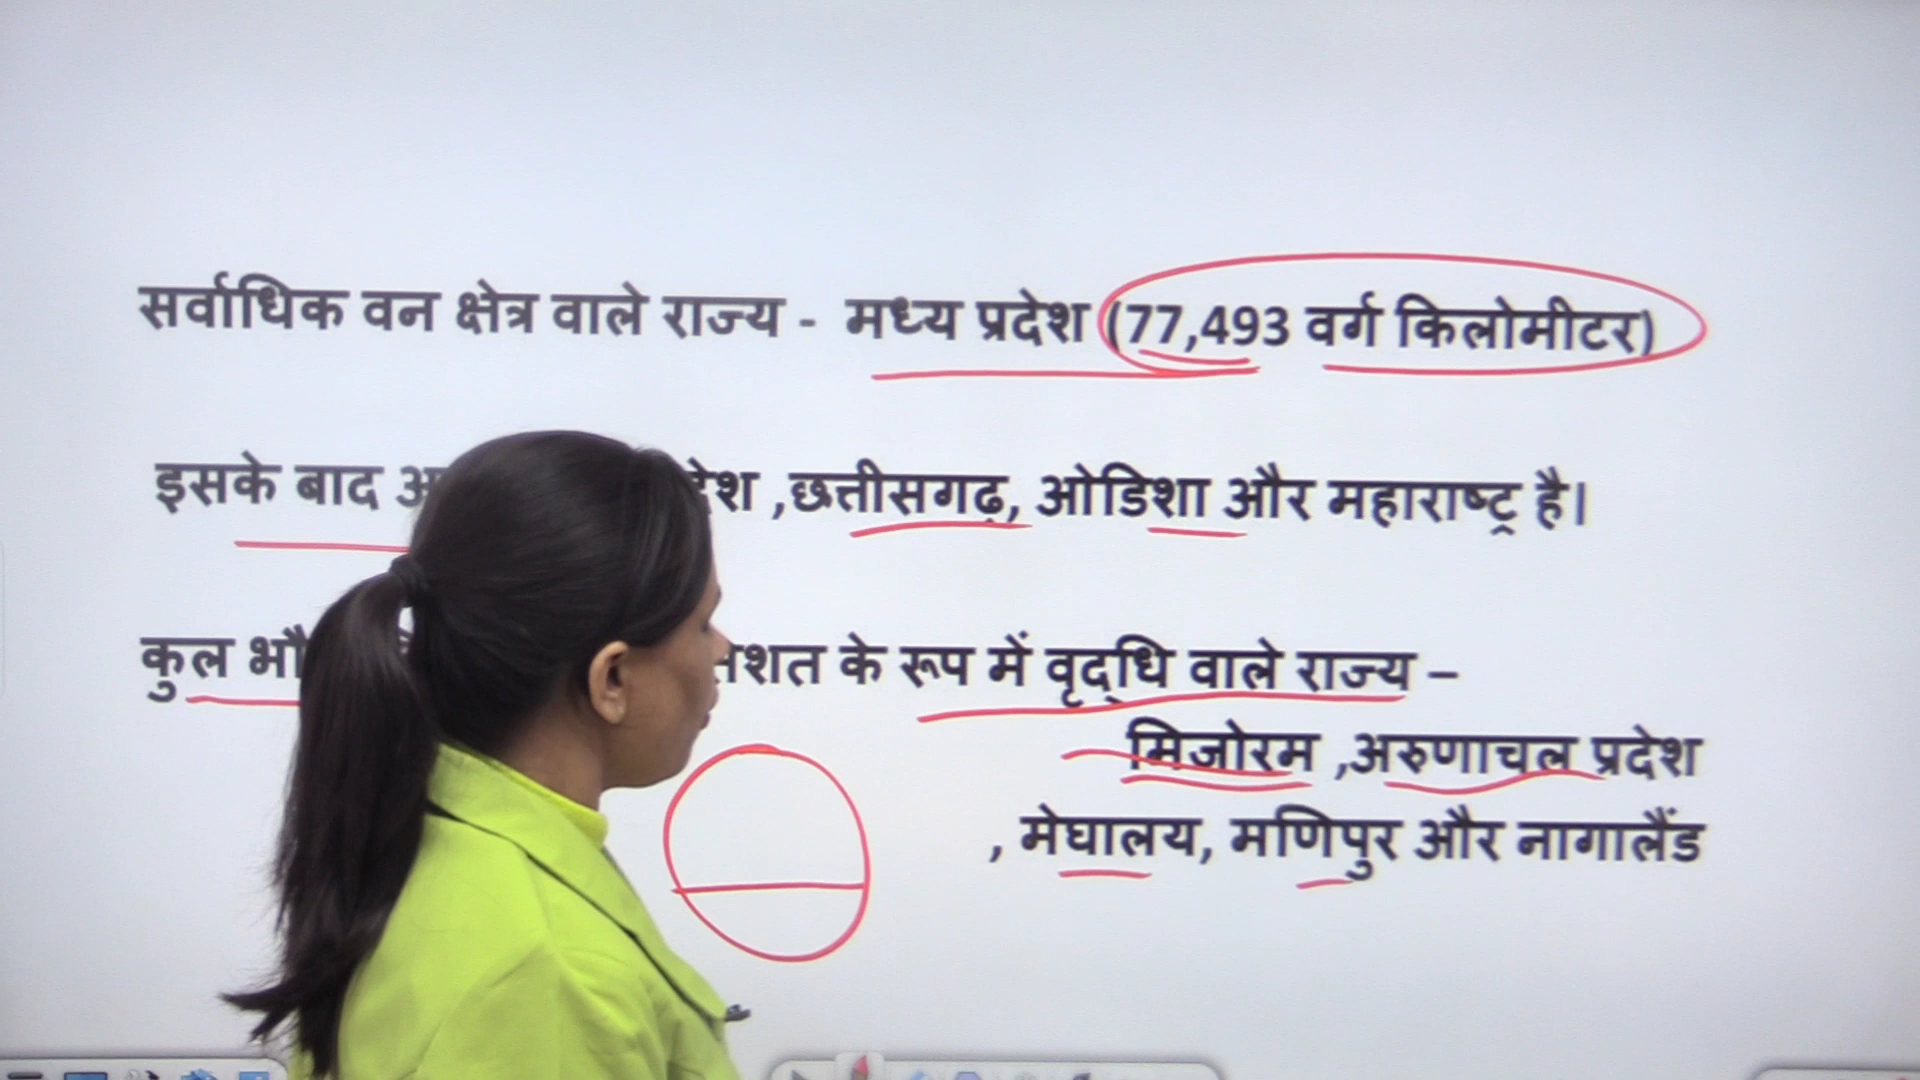 सर्वाधिक वन क्षेत्र वाले राज्य - मध्य प्रदेश (77,493 वर्ग किलोमीटर)
इसके बाद ,छत्तीसगढ़, ओडिशा और महाराष्ट्र है।
कुल के रूप में वृद्धि वाले राज्य –
मिजोरम ,अरुणाचल प्रदेश
, मेघालय, मणिपुर और नागालैंड